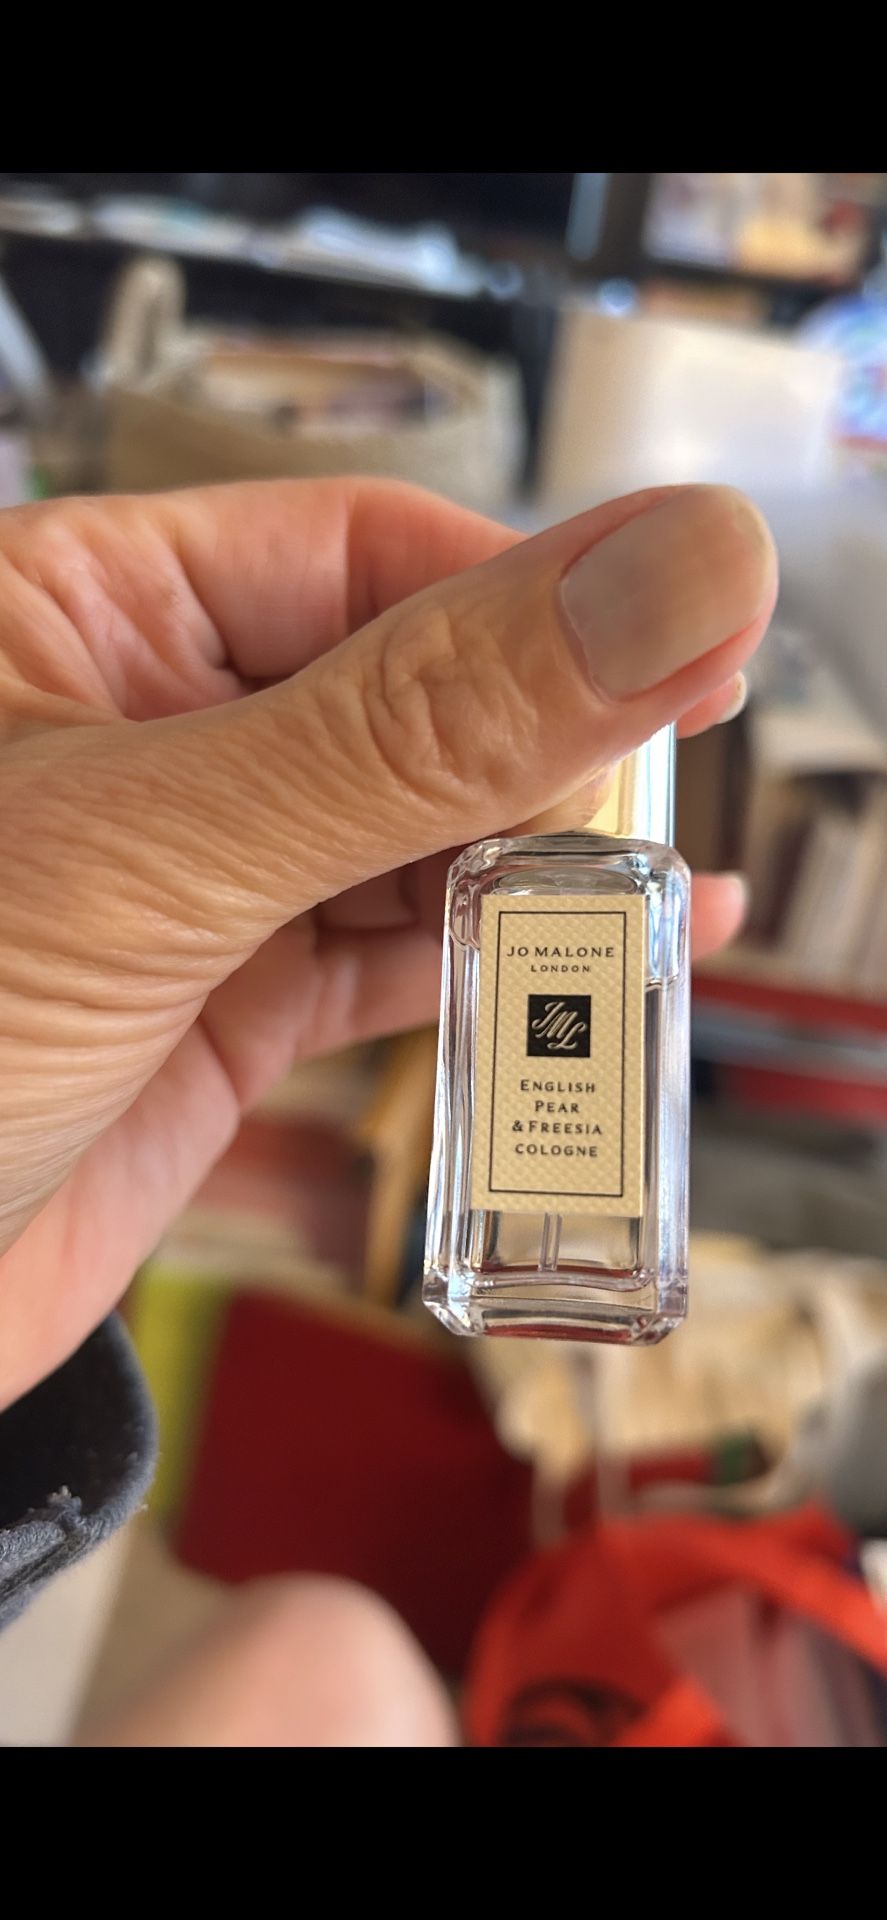 JO MALONE
LONDON
JML
ENGLISH
PEAR
& FREESIA
COLOGNE